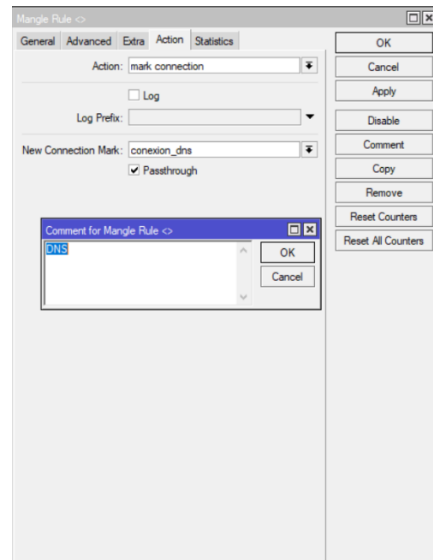 Mangle Rule <>
General Advanced Extra Action Statistics
Action: mark connection
Log
Log Prefix:
New Connection Mark: conexion_dns
Passthrough
OK
Cancel
Apply
Disable
Comment
Copy
Remove
Reset Counters
Reset All Counters
Comment for Mangle Rule <>
DNS
OK
Cancel